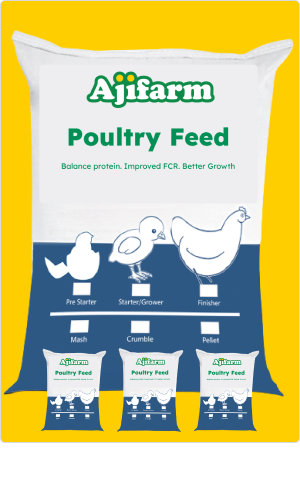 Ajifarm
Poultry Feed
Balance protein. Improved FCR. Better Growth
Pre Starter
Starter/Grower
Finisher
Mash
Crumble
Pellet
Ajifarm
Poultry Feed
Ajifarm
Poultry Feed
Ajifarm
Poultry Feed